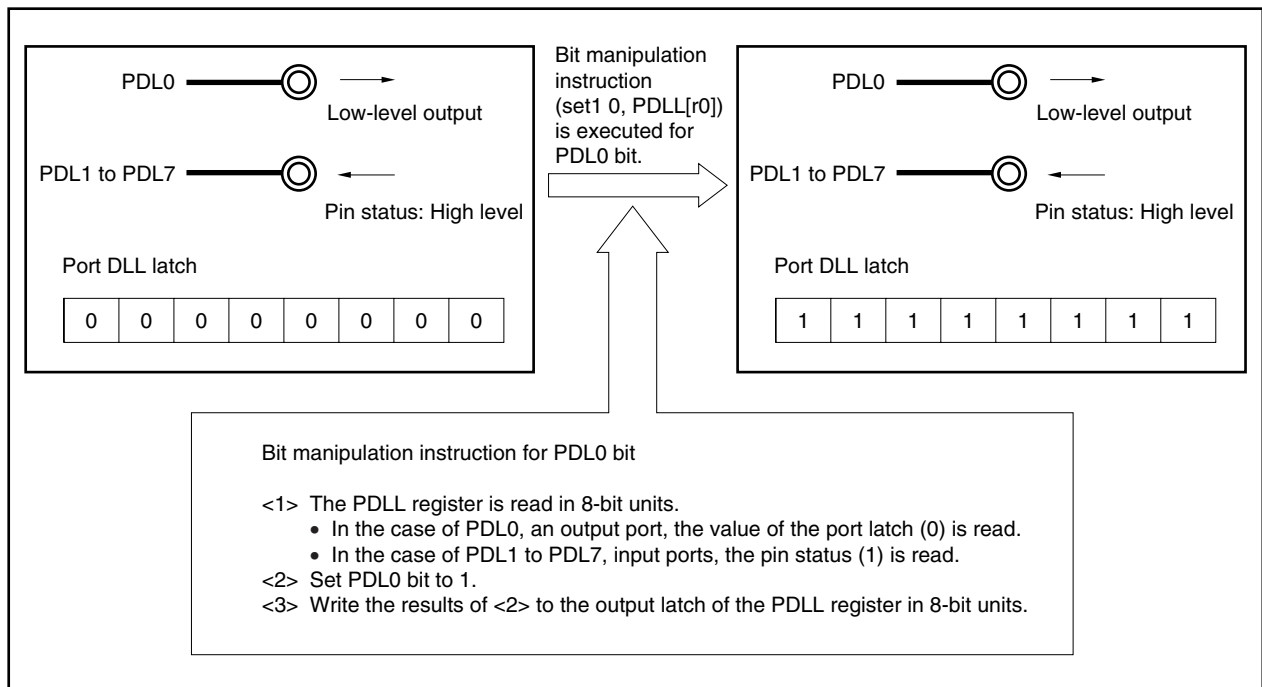 PDL0
Low-level output
PDL1 to PDL7
Pin status: High level
Port DLL latch
0 0 0 0 0 0 0 0
Bit manipulation
instruction
(set1 0, PDLL[r0])
is executed for
PDL0 bit.
PDL0
Low-level output
PDL1 to PDL7
Pin status: High level
Port DLL latch
1 1 1 1 1 1 1 1
Bit manipulation instruction for PDL0 bit
<1> The PDLL register is read in 8-bit units.
• In the case of PDL0, an output port, the value of the port latch (0) is read.
• In the case of PDL1 to PDL7, input ports, the pin status (1) is read.
<2> Set PDL0 bit to 1.
<3> Write the results of <2> to the output latch of the PDLL register in 8-bit units.